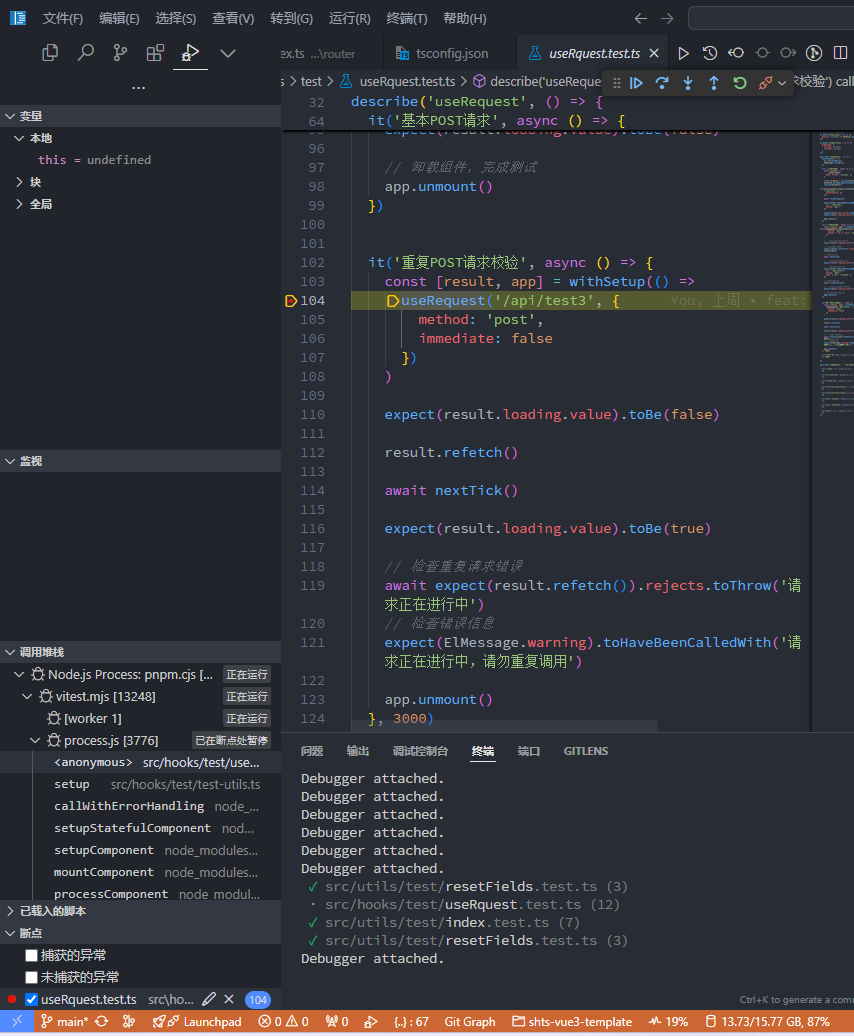 文件(F) 编辑(E) 选择(S) 查看(V) 转到(G) 运行(R) 终端(T) 帮助(H)
ex.ts ...\router tsconfig.json useRquest.test.ts
···
s > test > useRquest.test.ts > describe('useReque 校验') call
变量
本地
this = undefined
块
全局
监视
调用堆栈
Node.js Process: pnpm.cjs [... 正在运行
vitest.mjs [13248] 正在运行
[worker 1] 正在运行
process.js [3776] 已在断点处暂停
<anonymous> src/hooks/test/use...
setup src/hooks/test/test-utils.ts
callWithErrorHandling node_...
setupStatefulComponent nod...
setupComponent node_modules...
mountComponent node_modules...
processComponent node_modul...
已载入的脚本
断点
捕获的异常
未捕获的异常
useRquest.test.ts src\ho... 104
32 describe('useRequest', () => {
64 it('基本POST请求', async () => {
95 expect(result.loading.value).toBe(false)
96
97 // 卸载组件，完成测试
98 app.unmount()
99 })
100
101
102 it('重复POST请求校验', async () => {
103 const [result, app] = withSetup(() =>
104 useRequest('/api/test3', { You, 上周 • feat:
105 method: 'post',
106 immediate: false
107 })
108 )
109
110 expect(result.loading.value).toBe(false)
111
112 result.refetch()
113
114 await nextTick()
115
116 expect(result.loading.value).toBe(true)
117
118 // 检查重复请求错误
119 await expect(result.refetch()).rejects.toThrow('请
求正在进行中')
120 // 检查错误信息
121 expect(ElMessage.warning).toHaveBeenCalledWith('请
求正在进行中，请勿重复调用')
122
123 app.unmount()
124 }, 3000)
问题 输出 调试控制台 终端 端口 GITLENS
Debugger attached.
Debugger attached.
Debugger attached.
Debugger attached.
Debugger attached.
Debugger attached.
✓ src/utils/test/resetFields.test.ts (3)
· src/hooks/test/useRquest.test.ts (12)
✓ src/utils/test/index.test.ts (7)
✓ src/utils/test/resetFields.test.ts (3)
Debugger attached.
Ctrl+K to generate a comm
main* Launchpad 0 0 0 {..}: 67 Git Graph shts-vue3-template 19% 13.73/15.77 GB, 87%